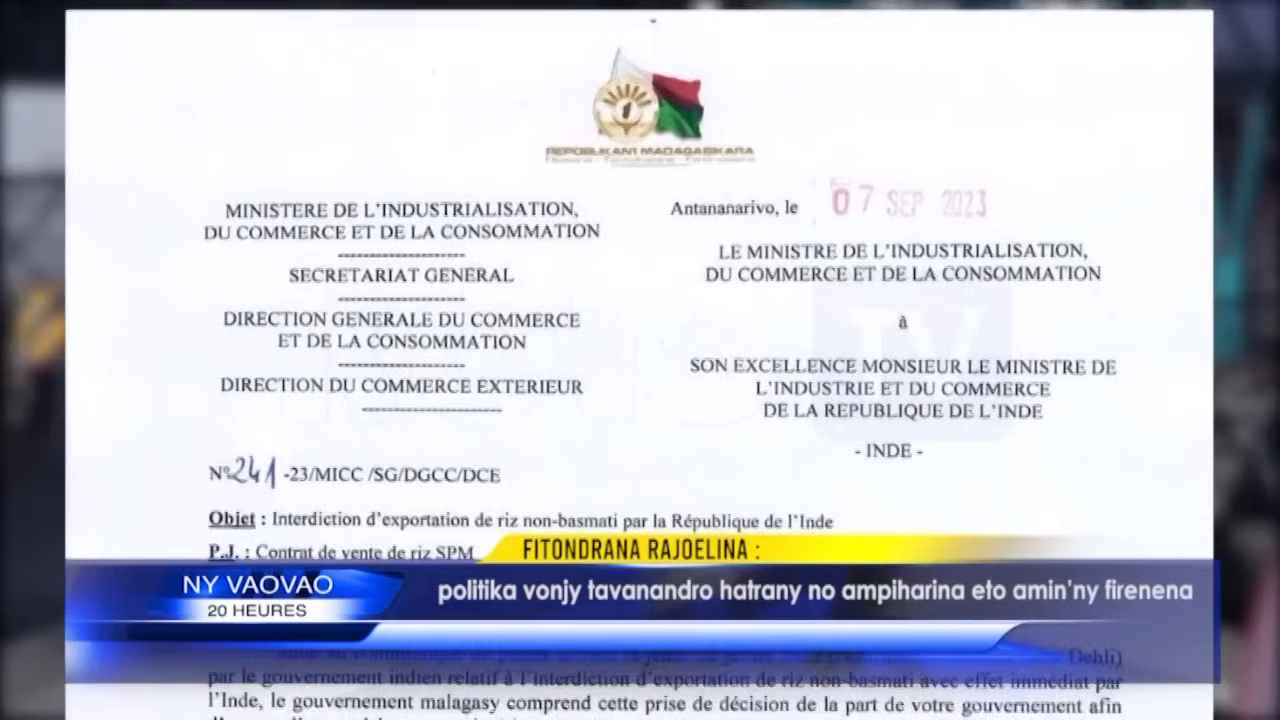 REPOBLIKAN'I MADAGASIKARA
MINISTERE DE L'INDUSTRIALISATION,
DU COMMERCE ET DE LA CONSOMMATION
--------------------
SECRETARIAT GENERAL
--------------------
DIRECTION GENERALE DU COMMERCE
ET DE LA CONSOMMATION
--------------------
DIRECTION DU COMMERCE EXTERIEUR
----------------------
Antananarivo, le 07 SEP 2023
LE MINISTRE DE L'INDUSTRIALISATION,
DU COMMERCE ET DE LA CONSOMMATION
à
SON EXCELLENCE MONSIEUR LE MINISTRE DE
L'INDUSTRIE ET DU COMMERCE
DE LA REPUBLIQUE DE L'INDE
- INDE -
N° 241 -23/MICC /SG/DGCC/DCE
Objet : Interdiction d'exportation de riz non-basmati par la République de l'Inde
P.J. : Contrat de vente de riz SPM
FITONDRANA RAJOELINA :
NY VAOVAO
20 HEURES
politika vonjy tavanandro hatrany no ampiharina eto amin'ny firenena
Dehli)
par le gouvernement indien relatif à l'interdiction d'exportation de riz non-basmati avec effet immédiat par
l'Inde, le gouvernement malagasy comprend cette prise de décision de la part de votre gouvernement afin